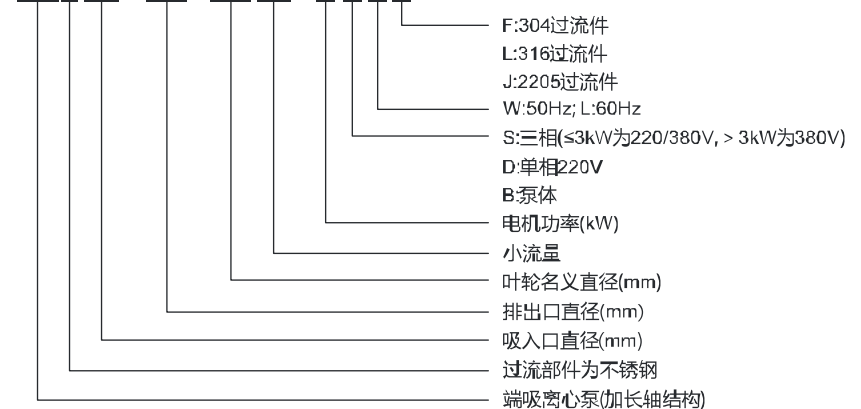 F:304过流件
L:316过流件
J:2205过流件
W:50Hz; L:60Hz
S:三相(≤3kW为220/380V, > 3kW为380V)
D:单相220V
B:泵体
电机功率(kW)
小流量
叶轮名义直径(mm)
排出口直径(mm)
吸入口直径(mm)
过流部件为不锈钢
端吸离心泵(加长轴结构)